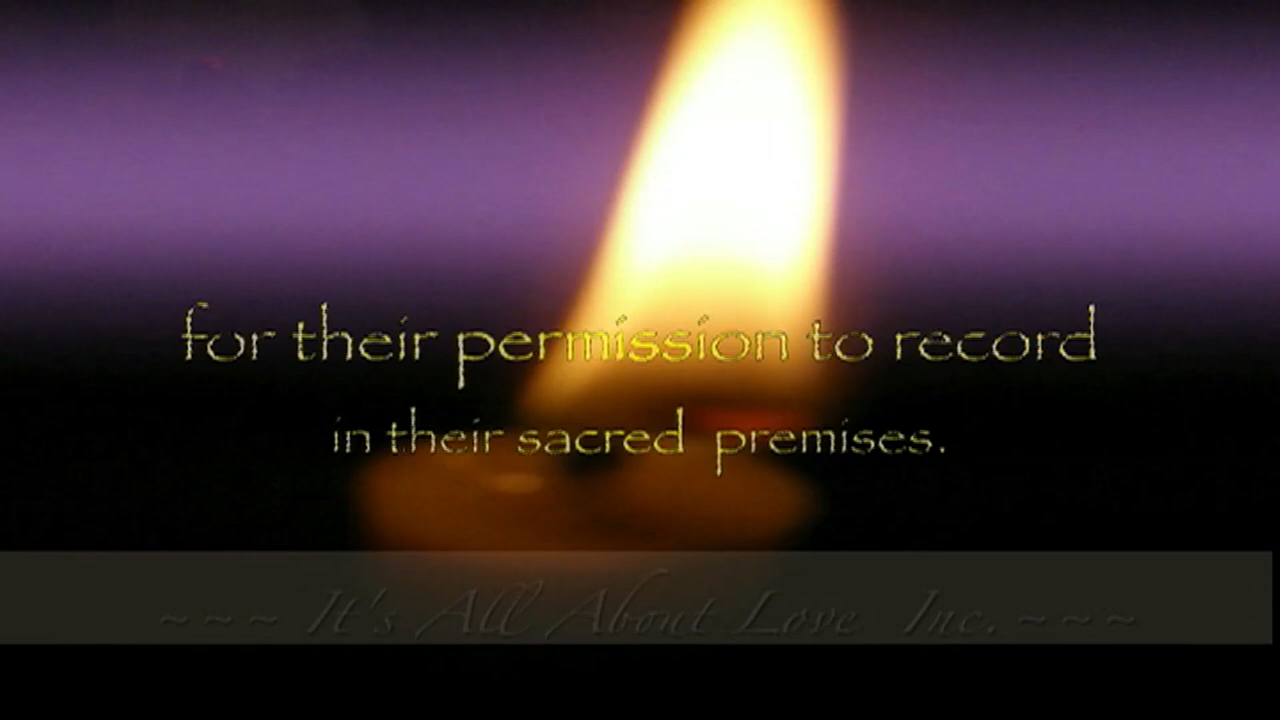 for their permission to record
in their sacred premises.
~~~ It's All About Love Inc. ~~~